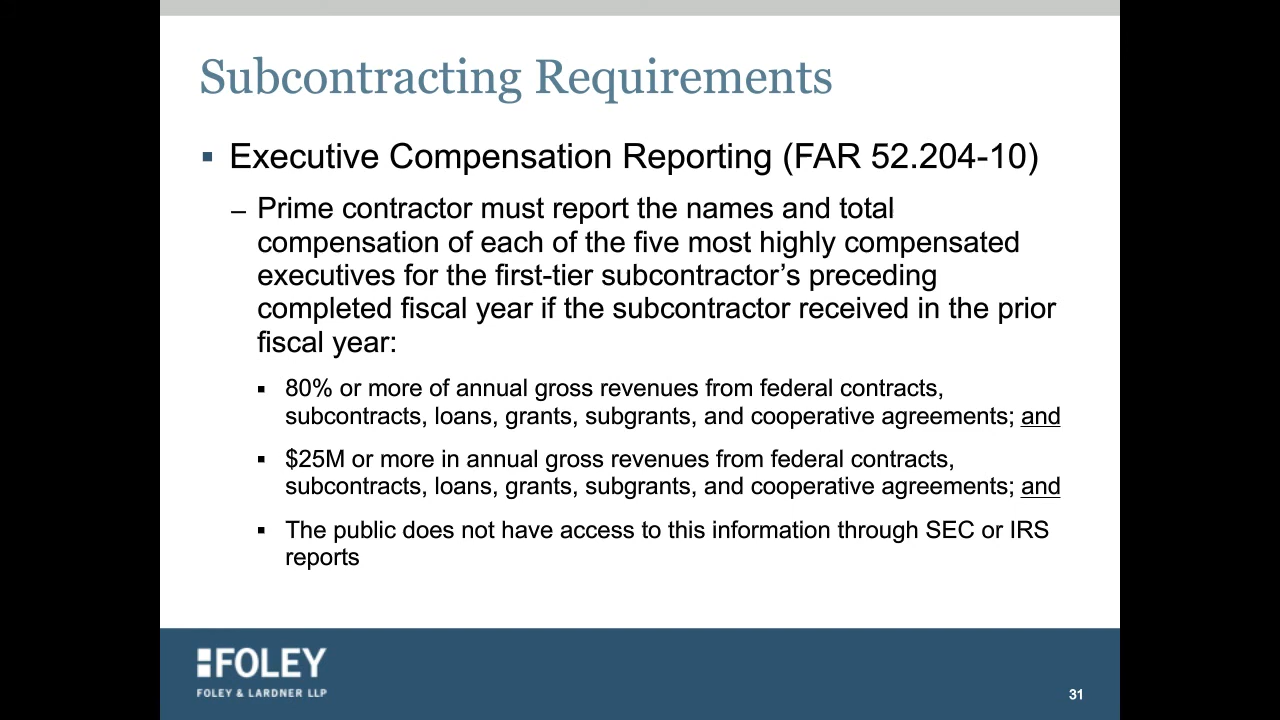 Subcontracting Requirements
▪ Executive Compensation Reporting (FAR 52.204-10)
– Prime contractor must report the names and total
compensation of each of the five most highly compensated
executives for the first-tier subcontractor’s preceding
completed fiscal year if the subcontractor received in the prior
fiscal year:
▪ 80% or more of annual gross revenues from federal contracts,
subcontracts, loans, grants, subgrants, and cooperative agreements; and
▪ $25M or more in annual gross revenues from federal contracts,
subcontracts, loans, grants, subgrants, and cooperative agreements; and
▪ The public does not have access to this information through SEC or IRS
reports
FOLEY
FOLEY & LARDNER LLP
31